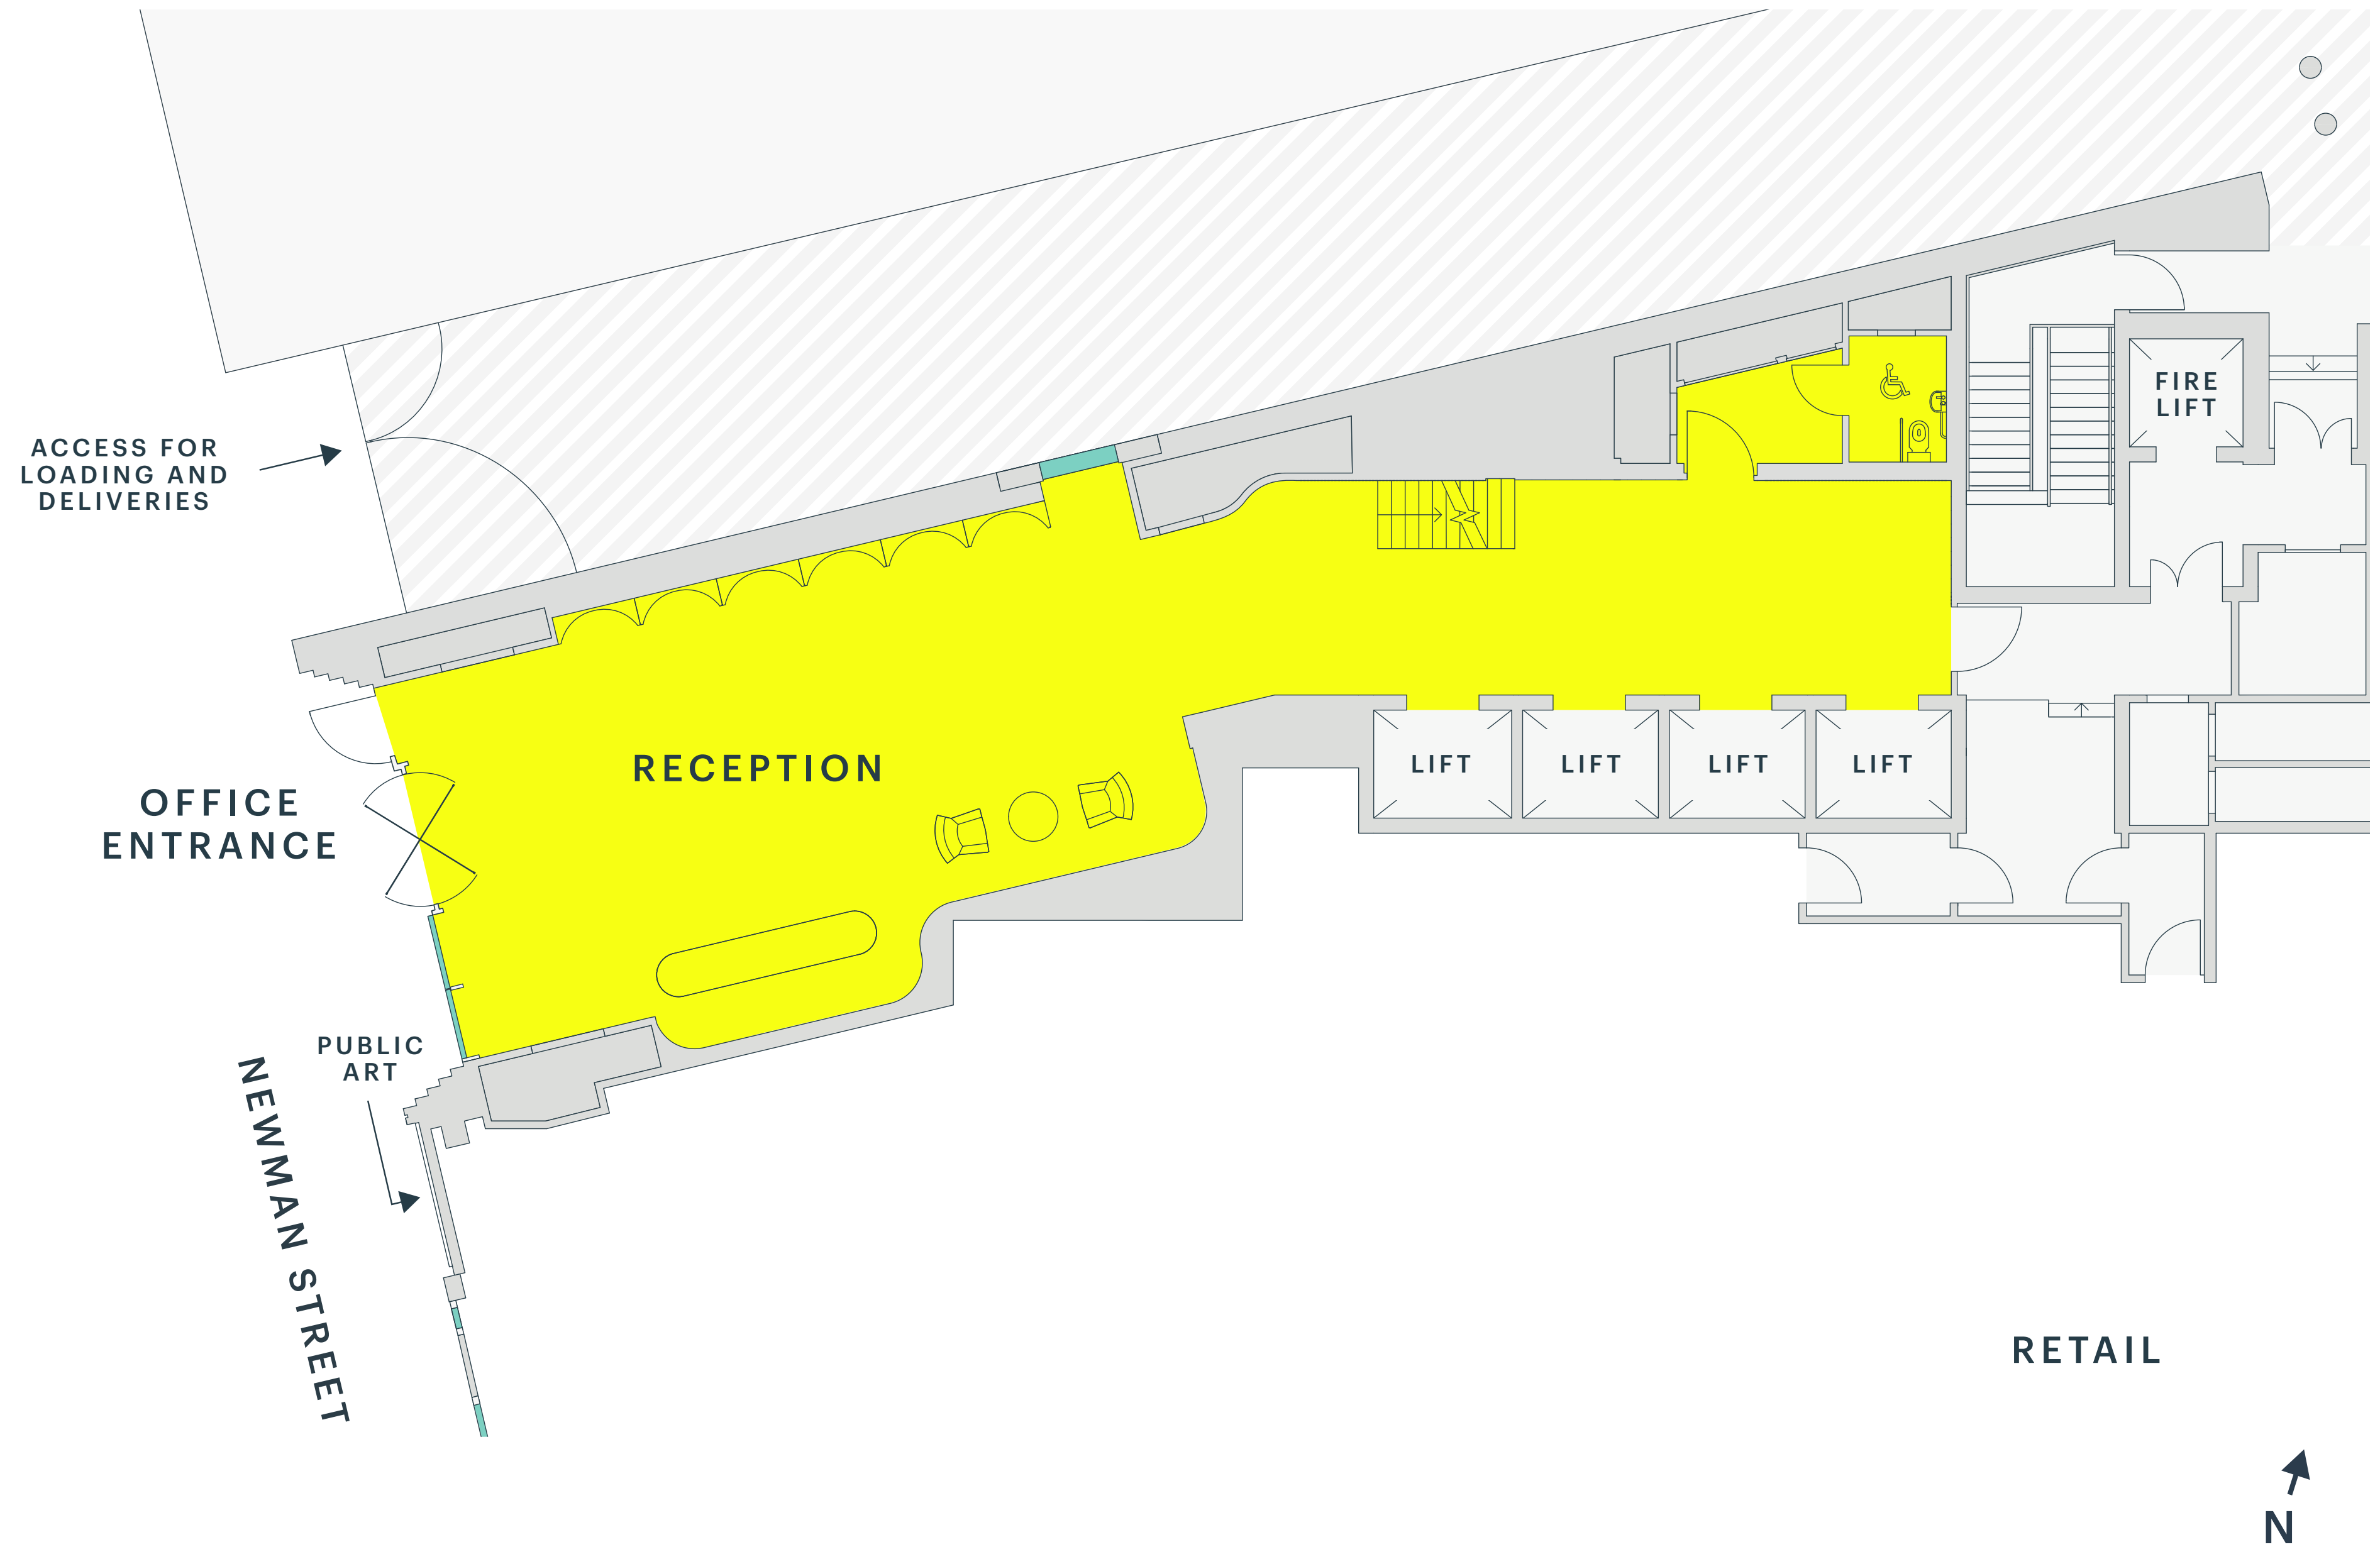 FIRE
LIFT
ACCESS FOR
LOADING AND
DELIVERIES
RECEPTION
LIFT
LIFT
LIFT
LIFT
OFFICE
ENTRANCE
PUBLIC
ART
NEWMAN STREET
RETAIL
N